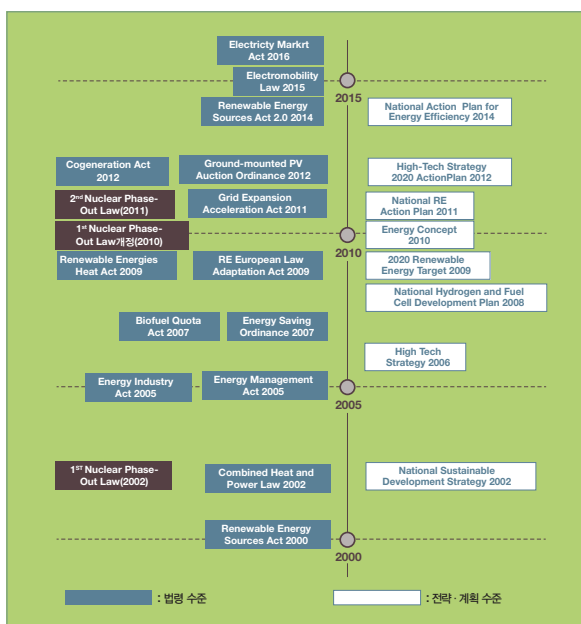 Electricty Markrt
Act 2016
Electromobility
Law 2015
2015
Renewable Energy
Sources Act 2.0 2014
National Action Plan for
Energy Efficiency 2014
Cogeneration Act
2012
Ground-mounted PV
Auction Ordinance 2012
High-Tech Strategy
2020 ActionPlan 2012
2nd Nuclear Phase-
Out Law(2011)
Grid Expansion
Acceleration Act 2011
National RE
Action Plan 2011
1st Nuclear Phase-
Out Law개정(2010)
2010
Energy Concept
2010
Renewable Energies
Heat Act 2009
RE European Law
Adaptation Act 2009
2020 Renewable
Energy Target 2009
National Hydrogen and Fuel
Cell Development Plan 2008
Biofuel Quota
Act 2007
Energy Saving
Ordinance 2007
High Tech
Strategy 2006
Energy Industry
Act 2005
Energy Management
Act 2005
2005
1ST Nuclear Phase-
Out Law(2002)
Combined Heat and
Power Law 2002
National Sustainable
Development Strategy 2002
Renewable Energy
Sources Act 2000
2000
: 법령 수준
: 전략·계획 수준